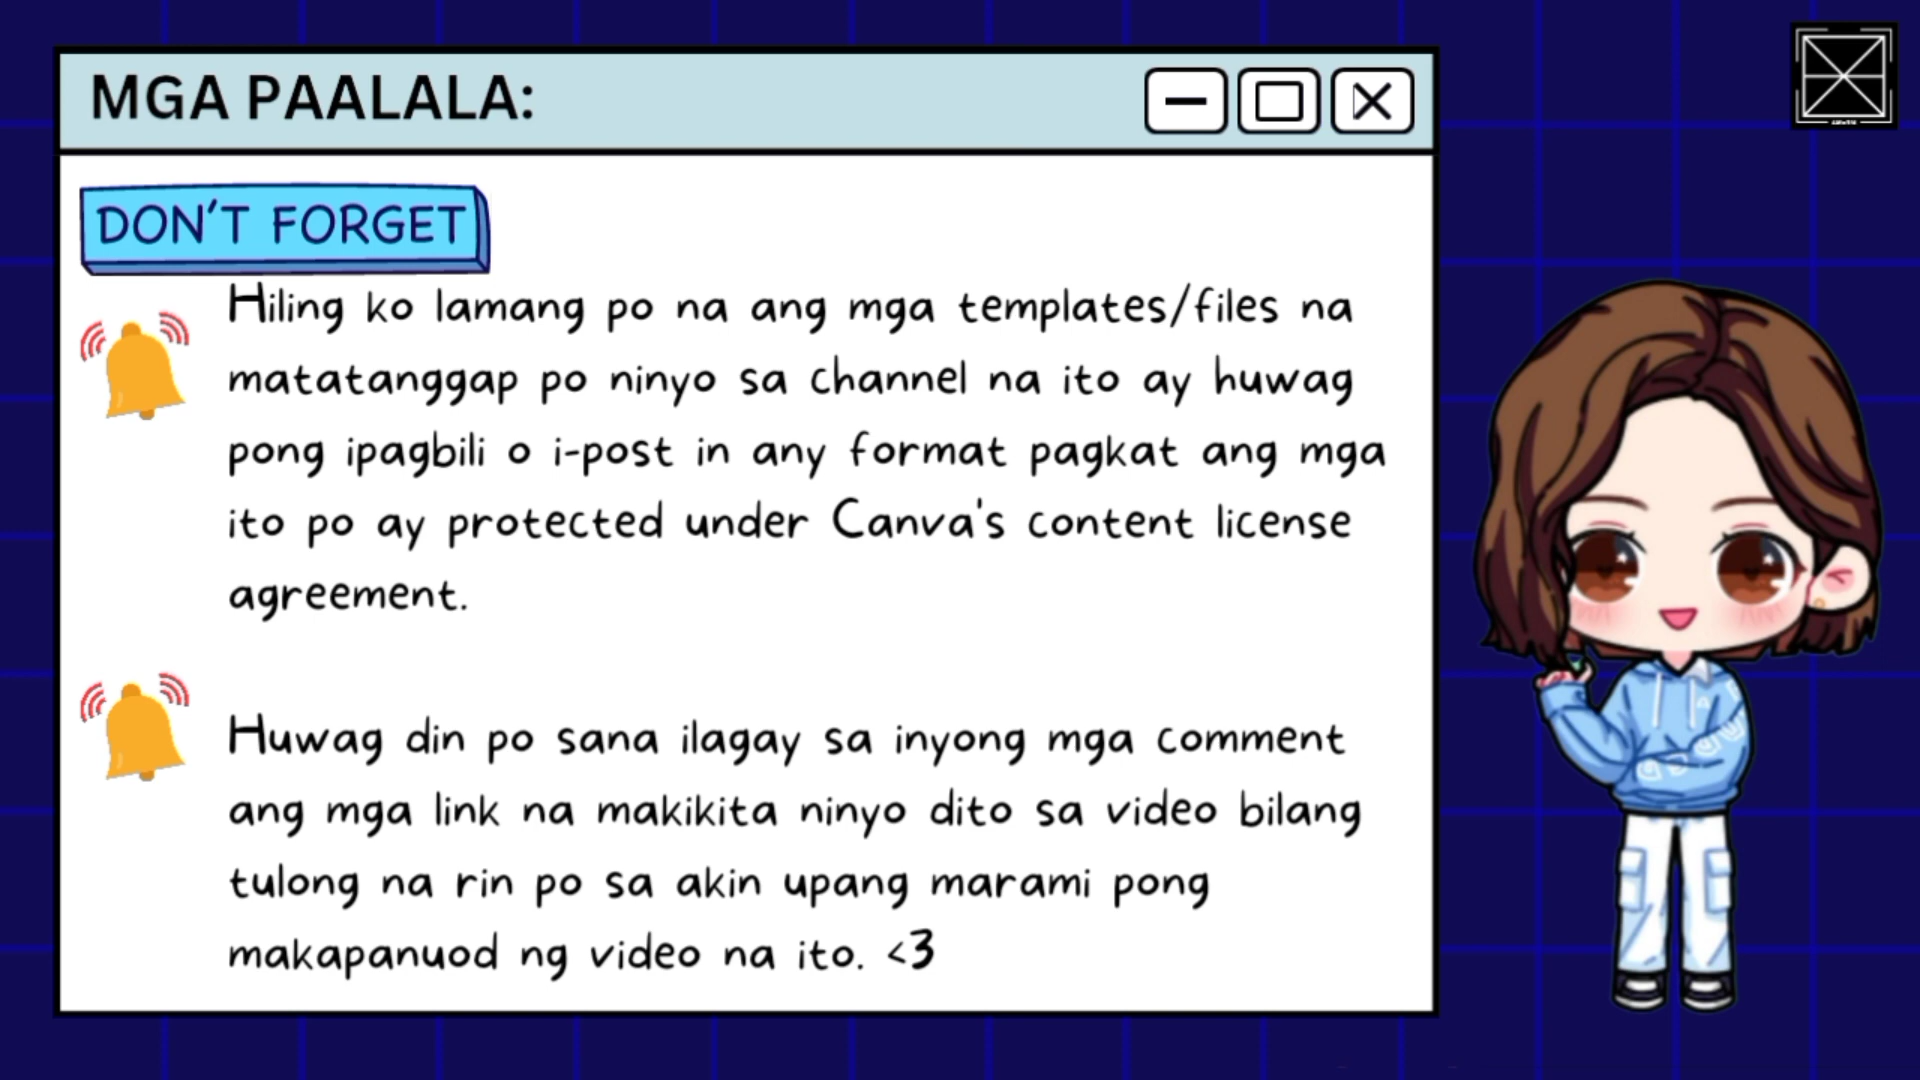 MGA PAALALA:
DON'T FORGET
Hiling ko lamang po na ang mga templates/files na
matatanggap po ninyo sa channel na ito ay huwag
pong ipagbili o i-post in any format pagkat ang mga
ito po ay protected under Canva's content license
agreement.
Huwag din po sana ilagay sa inyong mga comment
ang mga link na makikita ninyo dito sa video bilang
tulong na rin po sa akin upang marami pong
makapanuod ng video na ito. <3